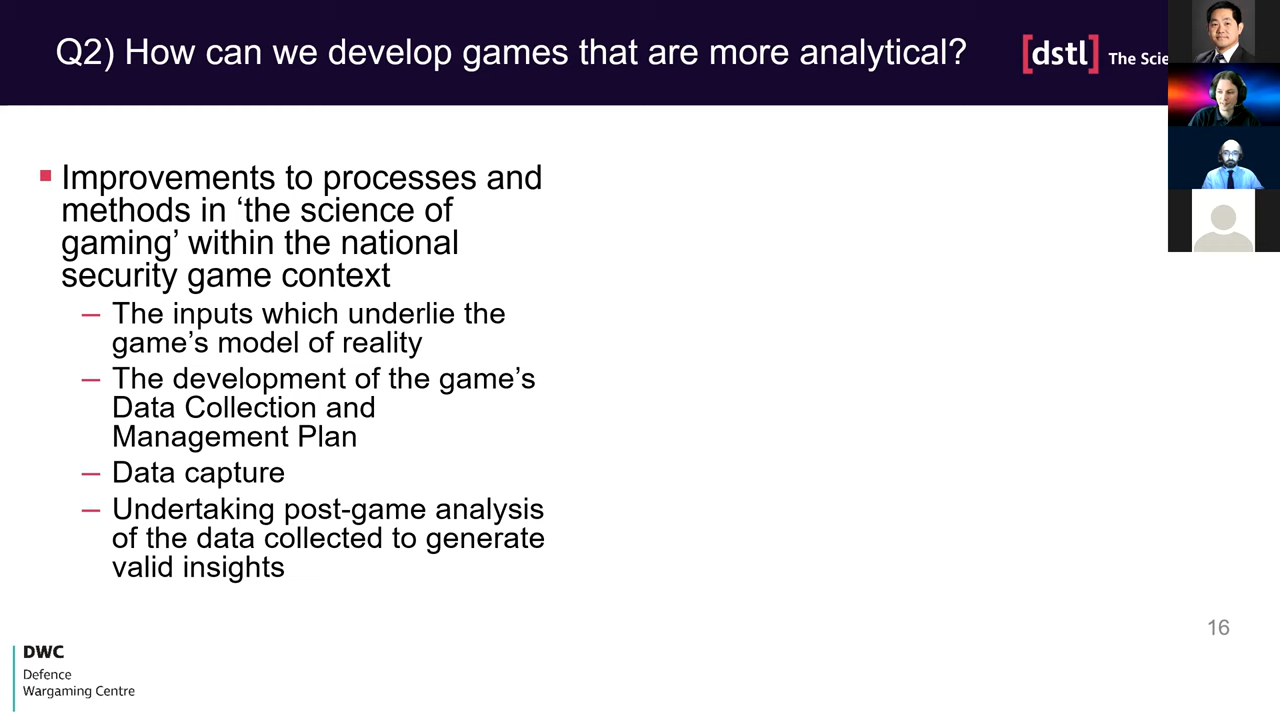 Q2) How can we develop games that are more analytical?
[dstl] The Scie
Improvements to processes and
methods in ‘the science of
gaming’ within the national
security game context
– The inputs which underlie the
game’s model of reality
– The development of the game’s
Data Collection and
Management Plan
– Data capture
– Undertaking post-game analysis
of the data collected to generate
valid insights
16
DWC
Defence
Wargaming Centre